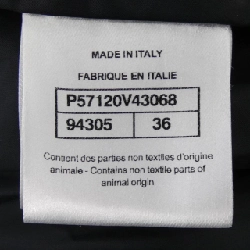 MADE IN ITALY
FABRIQUE EN ITALIE
P57120V43068
94305 36
Contient des parties non textiles d'origine
animale - Contains non textile parts of
animal origin